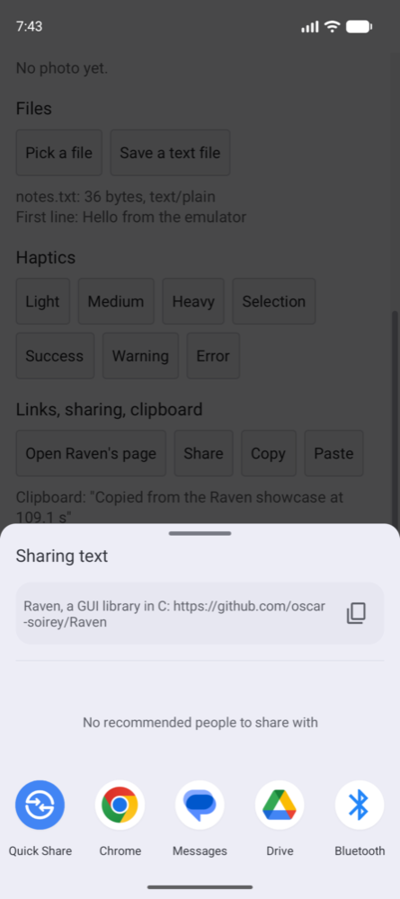 7:43
No photo yet.
Files
Pick a file
Save a text file
notes.txt: 36 bytes, text/plain
First line: Hello from the emulator
Haptics
Light
Medium
Heavy
Selection
Success
Warning
Error
Links, sharing, clipboard
Open Raven's page
Share
Copy
Paste
Clipboard: "Copied from the Raven showcase at
109.1 s"
Sharing text
Raven, a GUI library in C: https://github.com/oscar
-soirey/Raven
No recommended people to share with
Quick Share
Chrome
Messages
Drive
Bluetooth